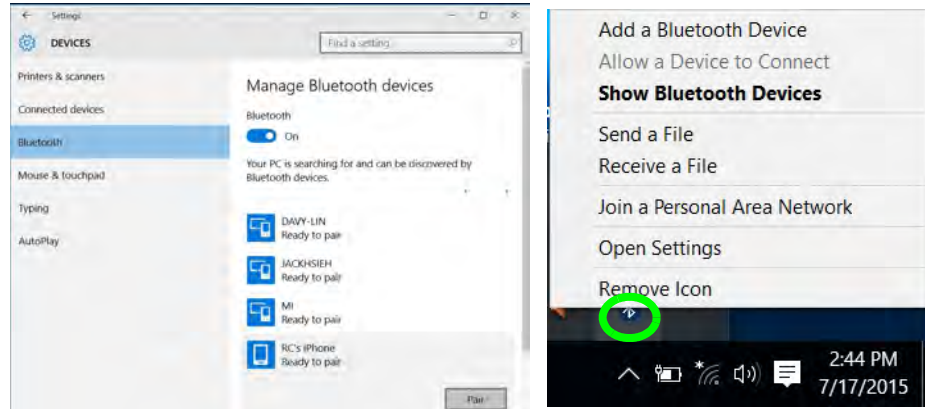 Settings
DEVICES
Find a setting
Printers & scanners
Connected devices
Bluetooth
Mouse & touchpad
Typing
AutoPlay
Manage Bluetooth devices
Bluetooth
On
Your PC is searching for and can be discovered by
Bluetooth devices.
DAVY-LIN
Ready to pair
JACKHSIEH
Ready to pair
MI
Ready to pair
RC's iPhone
Ready to pair
Pair
Add a Bluetooth Device
Allow a Device to Connect
Show Bluetooth Devices
Send a File
Receive a File
Join a Personal Area Network
Open Settings
Remove Icon
2:44 PM
7/17/2015